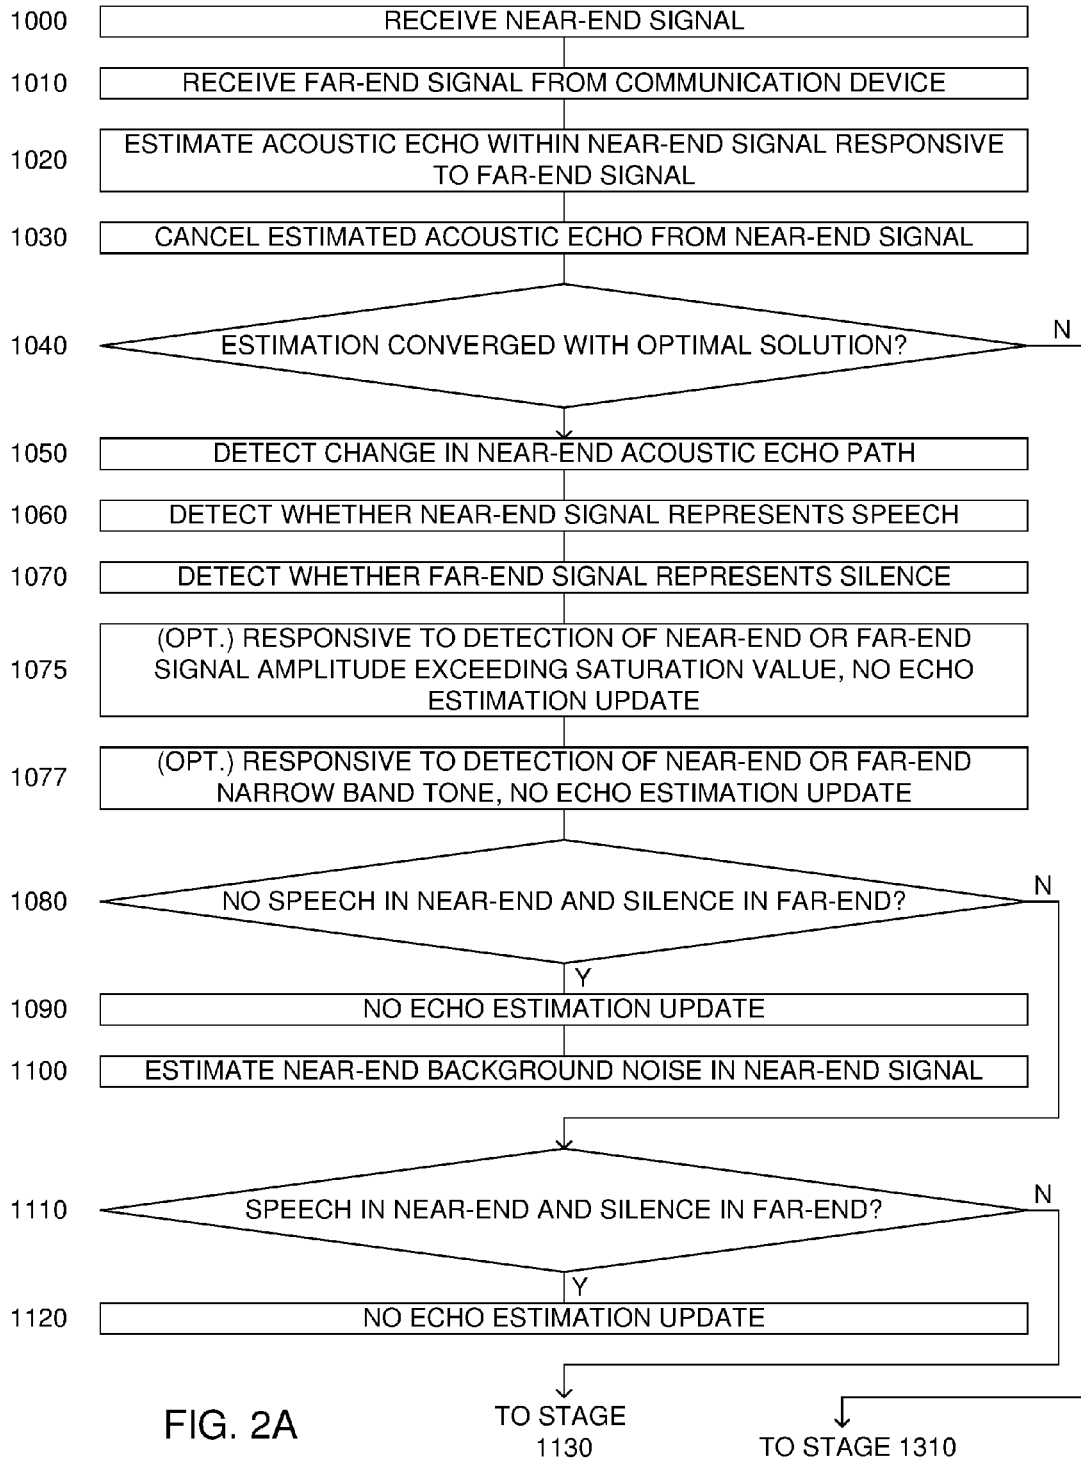 1000
RECEIVE NEAR-END SIGNAL
1010
RECEIVE FAR-END SIGNAL FROM COMMUNICATION DEVICE
1020
ESTIMATE ACOUSTIC ECHO WITHIN NEAR-END SIGNAL RESPONSIVE
TO FAR-END SIGNAL
1030
CANCEL ESTIMATED ACOUSTIC ECHO FROM NEAR-END SIGNAL
1040
ESTIMATION CONVERGED WITH OPTIMAL SOLUTION?
N
1050
DETECT CHANGE IN NEAR-END ACOUSTIC ECHO PATH
1060
DETECT WHETHER NEAR-END SIGNAL REPRESENTS SPEECH
1070
DETECT WHETHER FAR-END SIGNAL REPRESENTS SILENCE
1075
(OPT.) RESPONSIVE TO DETECTION OF NEAR-END OR FAR-END
SIGNAL AMPLITUDE EXCEEDING SATURATION VALUE, NO ECHO
ESTIMATION UPDATE
1077
(OPT.) RESPONSIVE TO DETECTION OF NEAR-END OR FAR-END
NARROW BAND TONE, NO ECHO ESTIMATION UPDATE
1080
NO SPEECH IN NEAR-END AND SILENCE IN FAR-END?
N
Y
1090
NO ECHO ESTIMATION UPDATE
1100
ESTIMATE NEAR-END BACKGROUND NOISE IN NEAR-END SIGNAL
1110
SPEECH IN NEAR-END AND SILENCE IN FAR-END?
N
Y
1120
NO ECHO ESTIMATION UPDATE
FIG. 2A
TO STAGE
1130
TO STAGE 1310